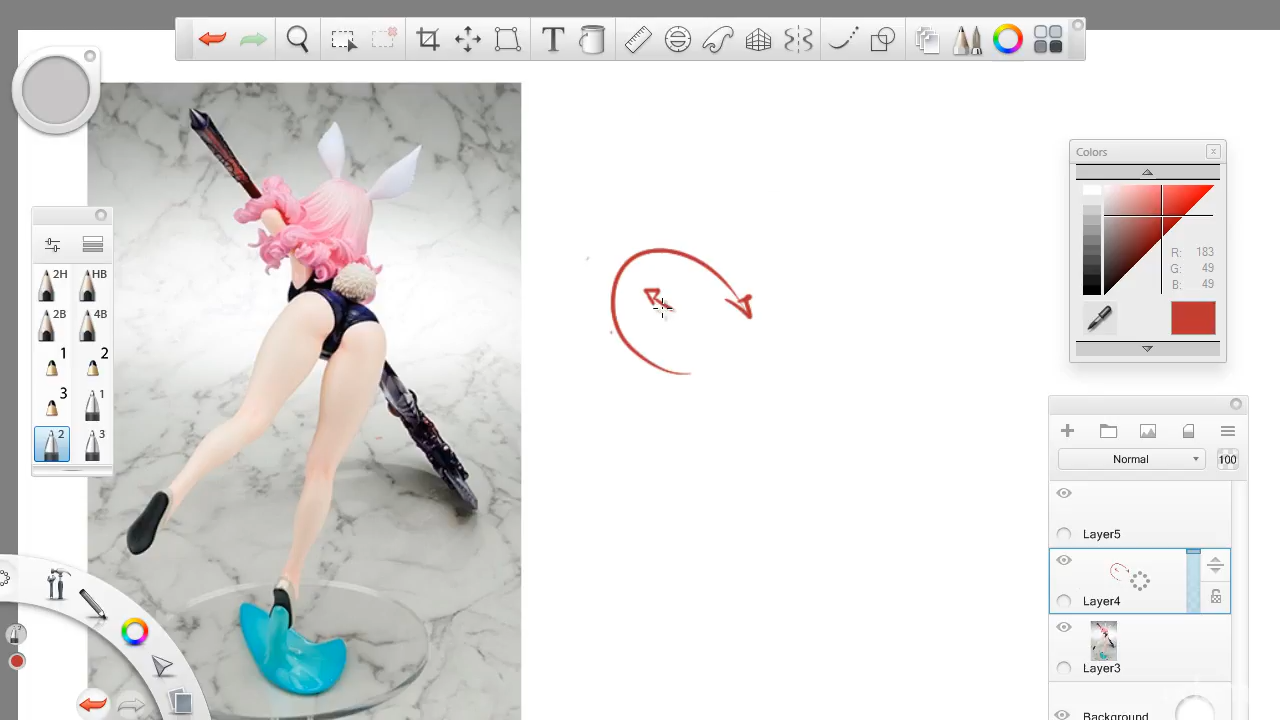 T
Colors
R: 183
G: 49
B: 49
2H
HB
2B
4B
1
2
3
1
2
3
Normal
100
Layer5
Layer4
Layer3
Background